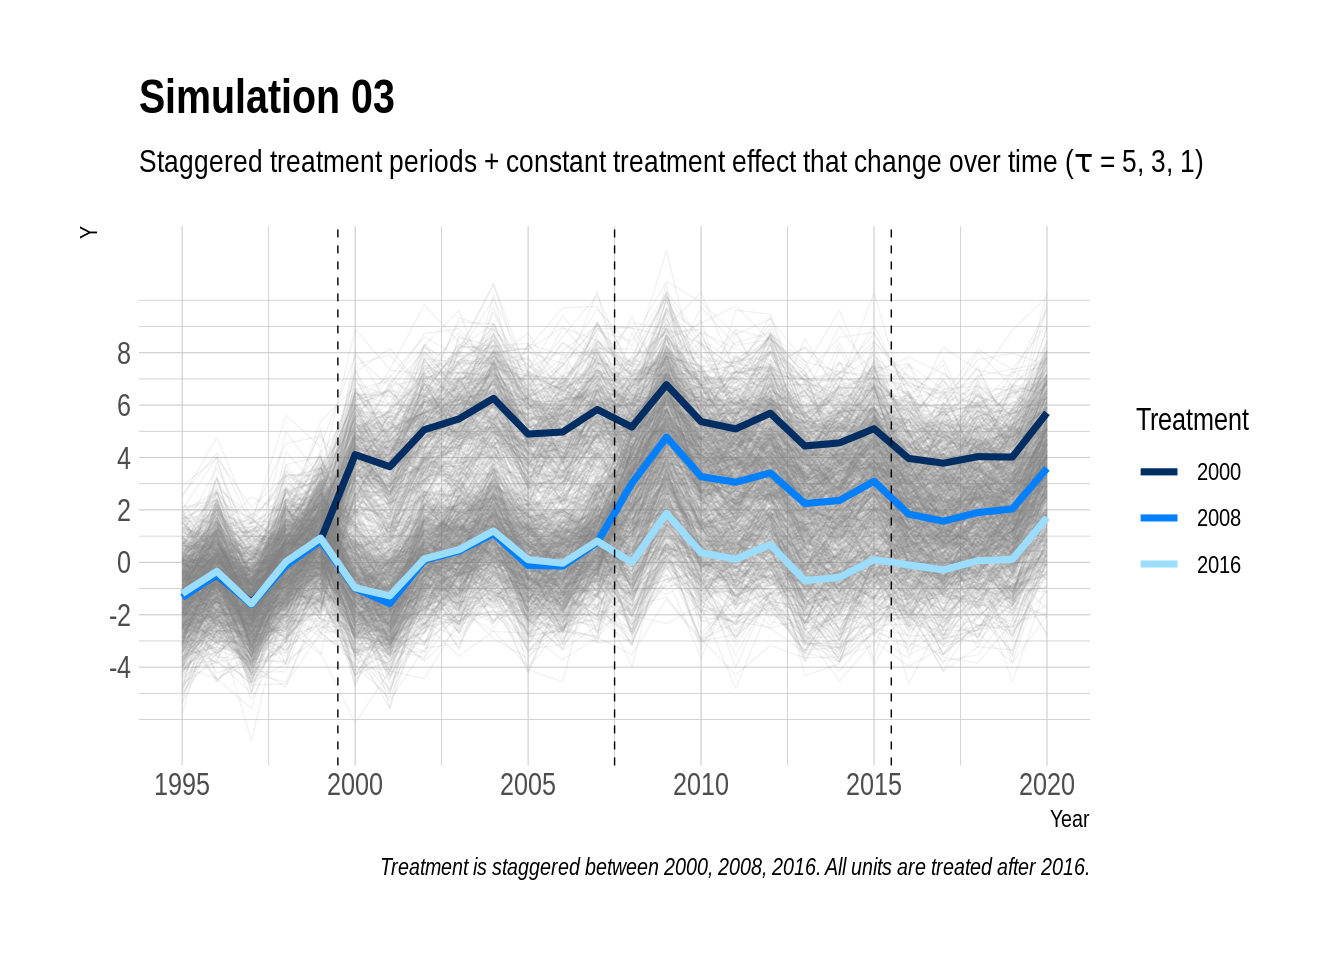 Simulation 03
Staggered treatment periods + constant treatment effect that change over time (τ = 5, 3, 1)
Y
8
6
4
2
0
-2
-4
1995 2000 2005 2010 2015 2020
Year
Treatment
2000
2008
2016
Treatment is staggered between 2000, 2008, 2016. All units are treated after 2016.